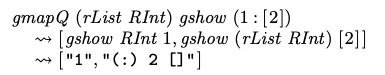 gmapQ (rList RInt) gshow (1 : [2])
⇝ [gshow RInt 1, gshow (rList RInt) [2]]
⇝ ["1","(:) 2 []"]